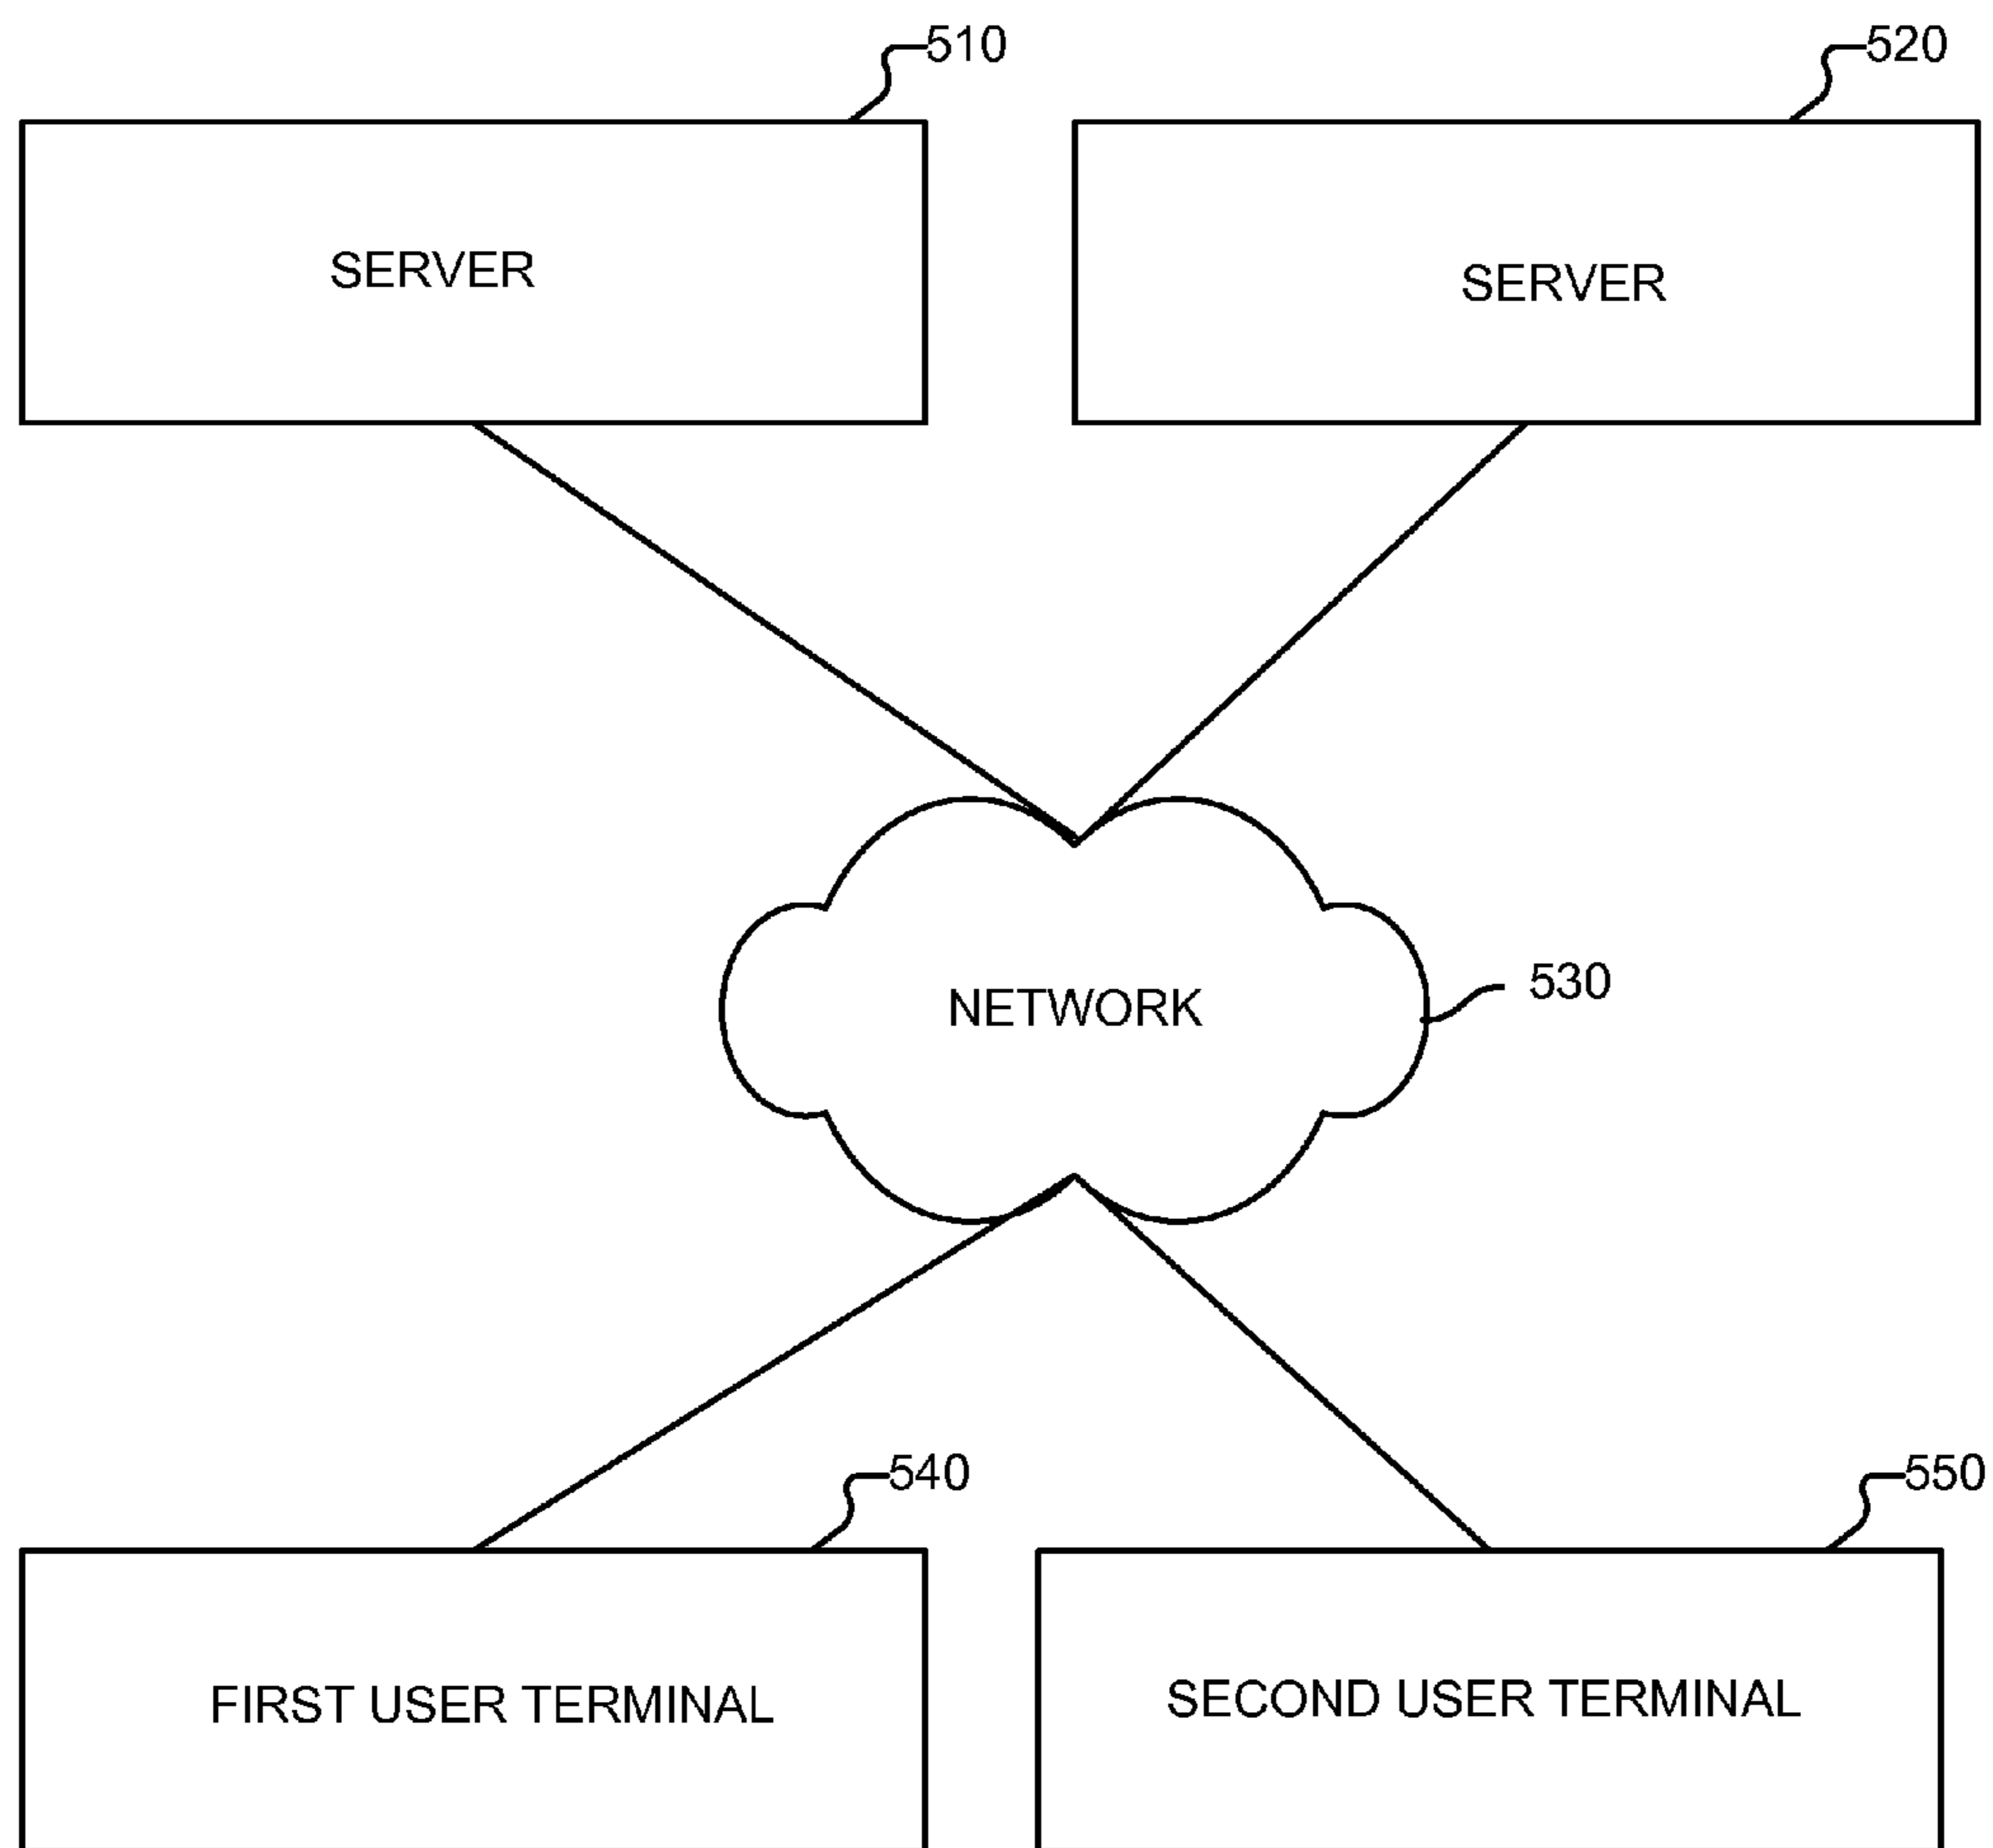 510
520
SERVER
SERVER
NETWORK
530
540
550
FIRST USER TERMINAL
SECOND USER TERMINAL